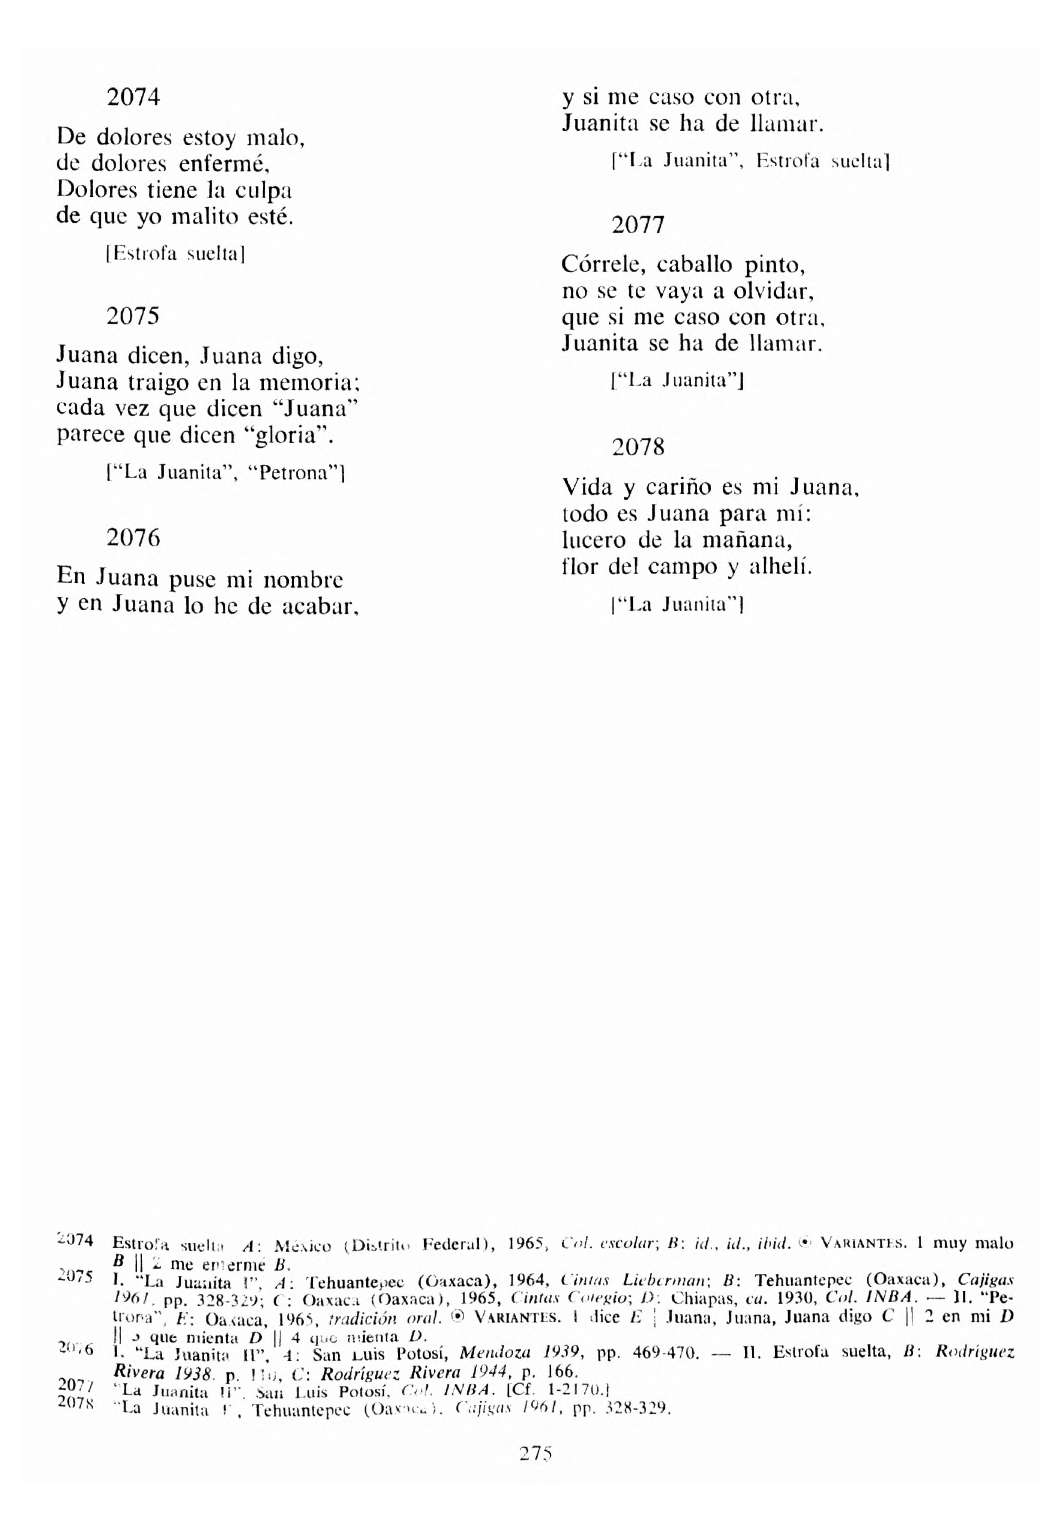 2074
De dolores estoy malo,
de dolores enfermé,
Dolores tiene la culpa
de que yo malito esté.
[Estrofa suelta]
2075
Juana dicen, Juana digo,
Juana traigo en la memoria;
cada vez que dicen “Juana”
parece que dicen “gloria”.
[“La Juanita”, “Petrona”]
2076
En Juana puse mi nombre
y en Juana lo he de acabar,
y si me caso con otra,
Juanita se ha de llamar.
[“La Juanita”, Estrofa suelta]
2077
Córrele, caballo pinto,
no se te vaya a olvidar,
que si me caso con otra,
Juanita se ha de llamar.
[“La Juanita”]
2078
Vida y cariño es mi Juana,
todo es Juana para mí:
lucero de la mañana,
flor del campo y alhelí.
[“La Juanita”]
2074 Estrofa suelta A: México (Distrito Federal), 1965, Col. escolar; B: id., id., ibid. ⦿ VARIANTES. 1 muy malo
B || 2 me enfermé B.
2075 I. “La Juanita I”, A: Tehuantepec (Oaxaca), 1964, Cintas Lieberman; B: Tehuantepec (Oaxaca), Cajigas
1961, pp. 328-329; C: Oaxaca (Oaxaca), 1965, Cintas Colegio; D: Chiapas, ca. 1930, Col. INBA. — II. “Pe-
trona”, E: Oaxaca, 1965, tradición oral. ⦿ VARIANTES. 1 dice E ¦ Juana, Juana, Juana digo C || 2 en mi D
|| 3 que mienta D || 4 que mienta D.
2076 I. “La Juanita II”, A: San Luis Potosí, Mendoza 1939, pp. 469-470. — II. Estrofa suelta, B: Rodríguez
Rivera 1938, p. C: Rodríguez Rivera 1944, p. 166.
2077 “La Juanita II”. San Luis Potosí, Col. INBA. [Cf. 1-2170.]
2078 “La Juanita I”, Tehuantepec (Oaxaca). Cajigas 1961, pp. 328-329.
275